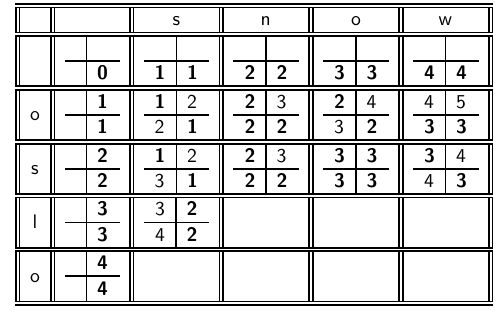 s n o w
0 1 1 2 2 3 3 4 4
1 1 2 2 3 2 4 4 5
o
1 2 1 2 2 3 2 3 3
2 1 2 2 3 3 3 3 4
s
2 3 1 2 2 3 3 4 3
3 3 2
l
3 4 2
4
o
4